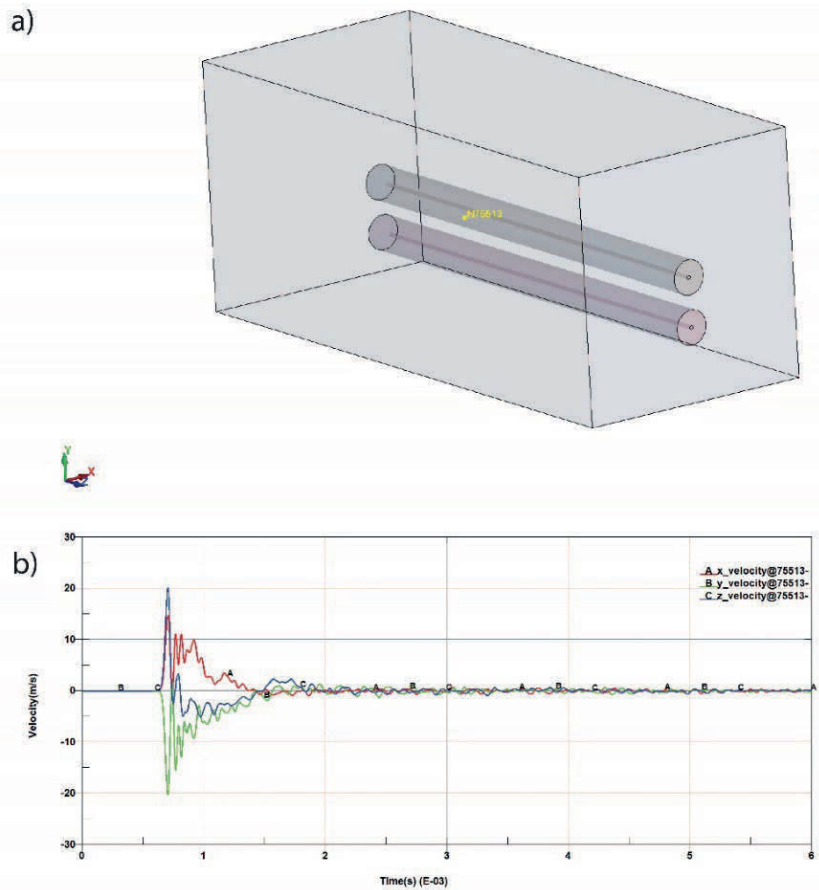 a)
N75513
Y
X
Z
b)
30
20
10
0
-10
-20
-30
Velocity(m/s)
A x_velocity@75513-
B y_velocity@75513-
C z_velocity@75513-
B C A B C A B C A B C A B C A
0 1 2 3 4 5 6
Time(s) (E-03)